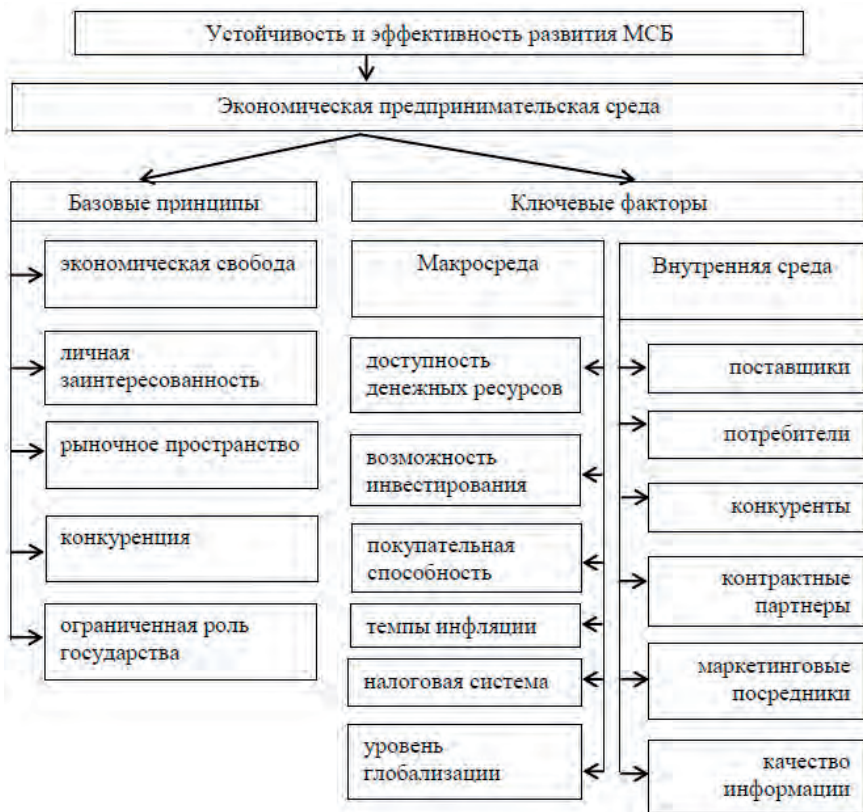 Устойчивость и эффективность развития МСБ
Экономическая предпринимательская среда
Базовые принципы
экономическая свобода
личная
заинтересованность
рыночное пространство
конкуренция
ограниченная роль
государства
Ключевые факторы
Макросреда
доступность
денежных ресурсов
возможность
инвестирования
покупательная
способность
темпы инфляции
налоговая система
уровень
глобализации
Внутренняя среда
поставщики
потребители
конкуренты
контрактные
партнеры
маркетинговые
посредники
качество
информации